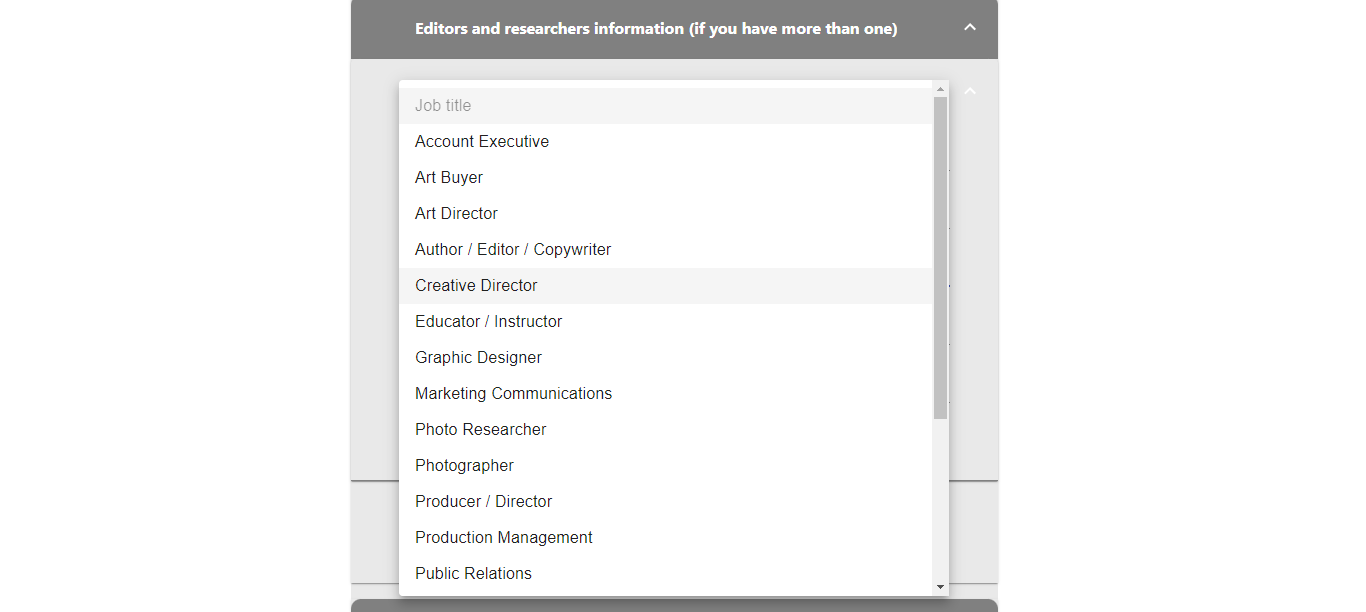 Editors and researchers information (if you have more than one)
Job title
Account Executive
Art Buyer
Art Director
Author / Editor / Copywriter
Creative Director
Educator / Instructor
Graphic Designer
Marketing Communications
Photo Researcher
Photographer
Producer / Director
Production Management
Public Relations